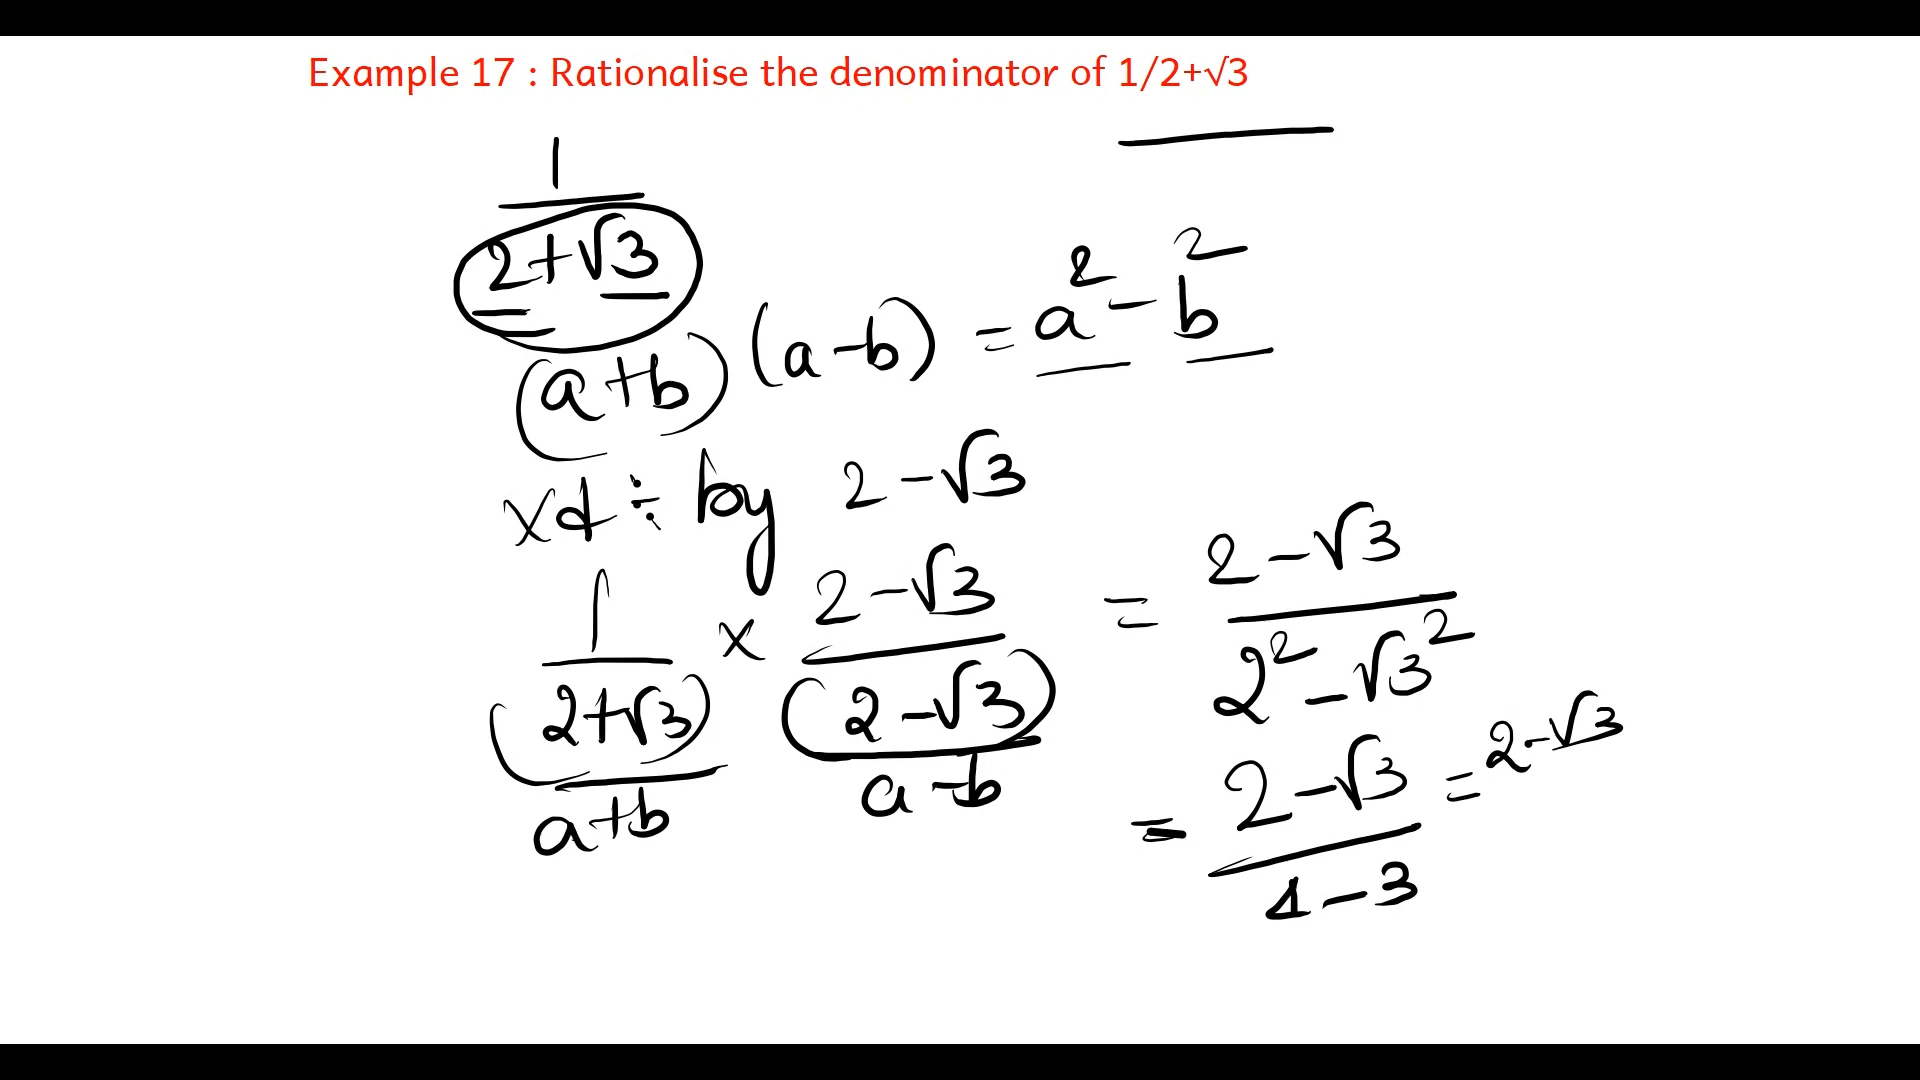 Example 17 : Rationalise the denominator of 1/2+√3
1
2+√3
(a+b) (a-b) = a² - b²
x d ÷ by 2-√3
1/(2+√3) x (2-√3)/(2-√3) = (2-√3)/(2²-√3²)
a+b a-b
= (2-√3)/(4-3) = 2-√3